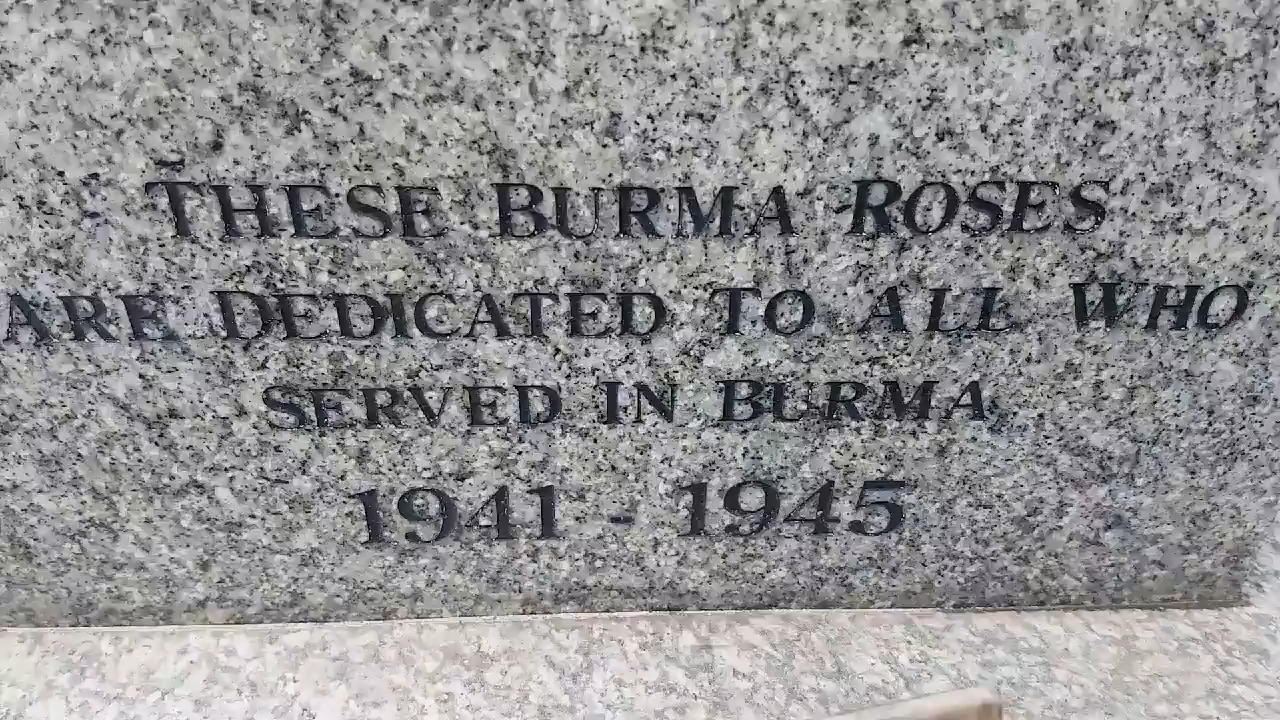 THESE BURMA ROSES
ARE DEDICATED TO ALL WHO
SERVED IN BURMA
1941 - 1945